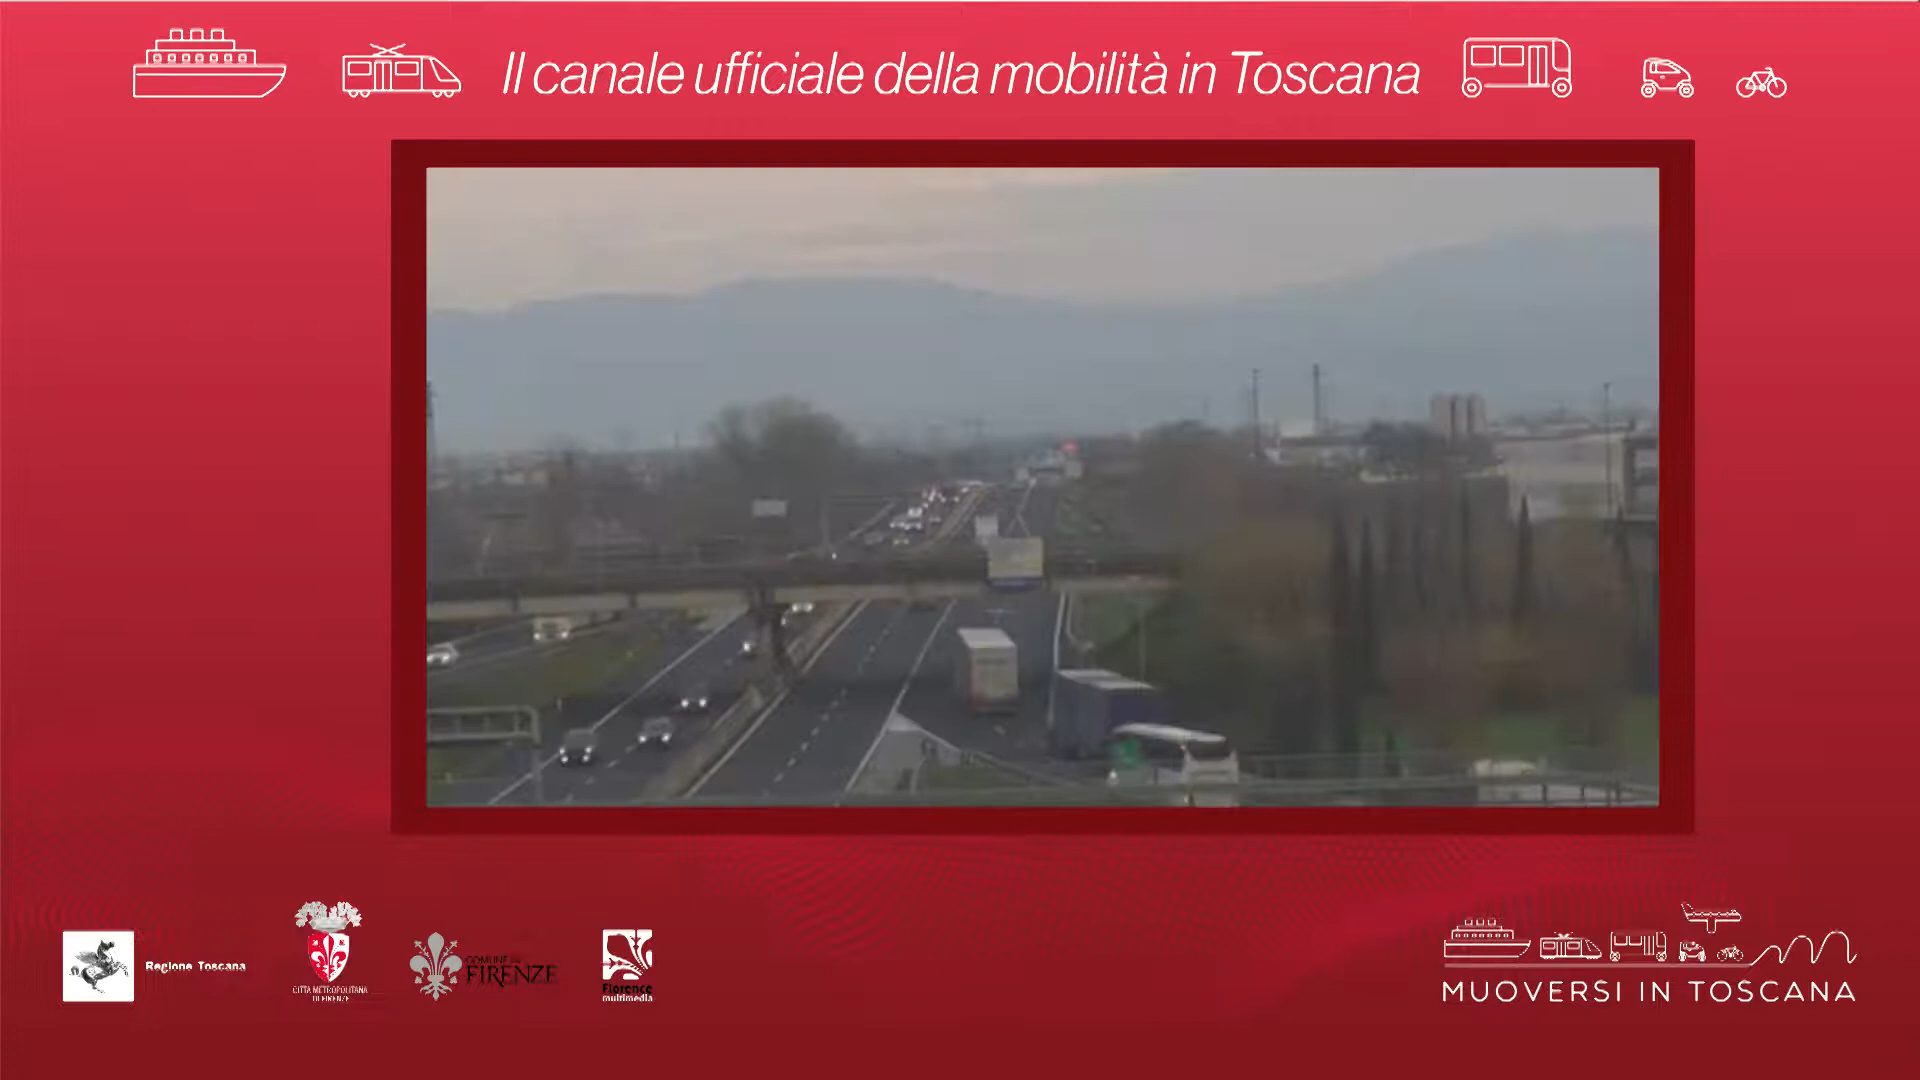 Il canale ufficiale della mobilità in Toscana
Regione Toscana
CITTÀ METROPOLITANA
DI FIRENZE
COMUNE DI
FIRENZE
Florence
multimedia
MUOVERSI IN TOSCANA